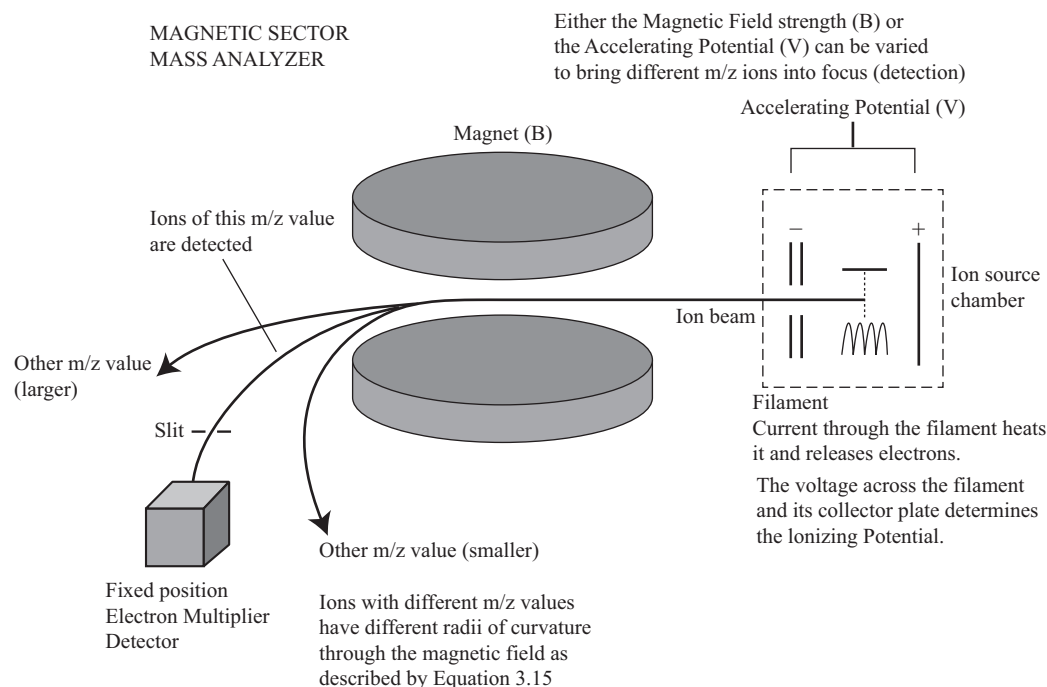 MAGNETIC SECTOR
MASS ANALYZER
Either the Magnetic Field strength (B) or
the Accelerating Potential (V) can be varied
to bring different m/z ions into focus (detection)
Accelerating Potential (V)
Magnet (B)
Ions of this m/z value
are detected
–
+
Ion source
chamber
Ion beam
Other m/z value
(larger)
Filament
Current through the filament heats
it and releases electrons.
Slit
The voltage across the filament
and its collector plate determines
the Ionizing Potential.
Other m/z value (smaller)
Fixed position
Electron Multiplier
Detector
Ions with different m/z values
have different radii of curvature
through the magnetic field as
described by Equation 3.15